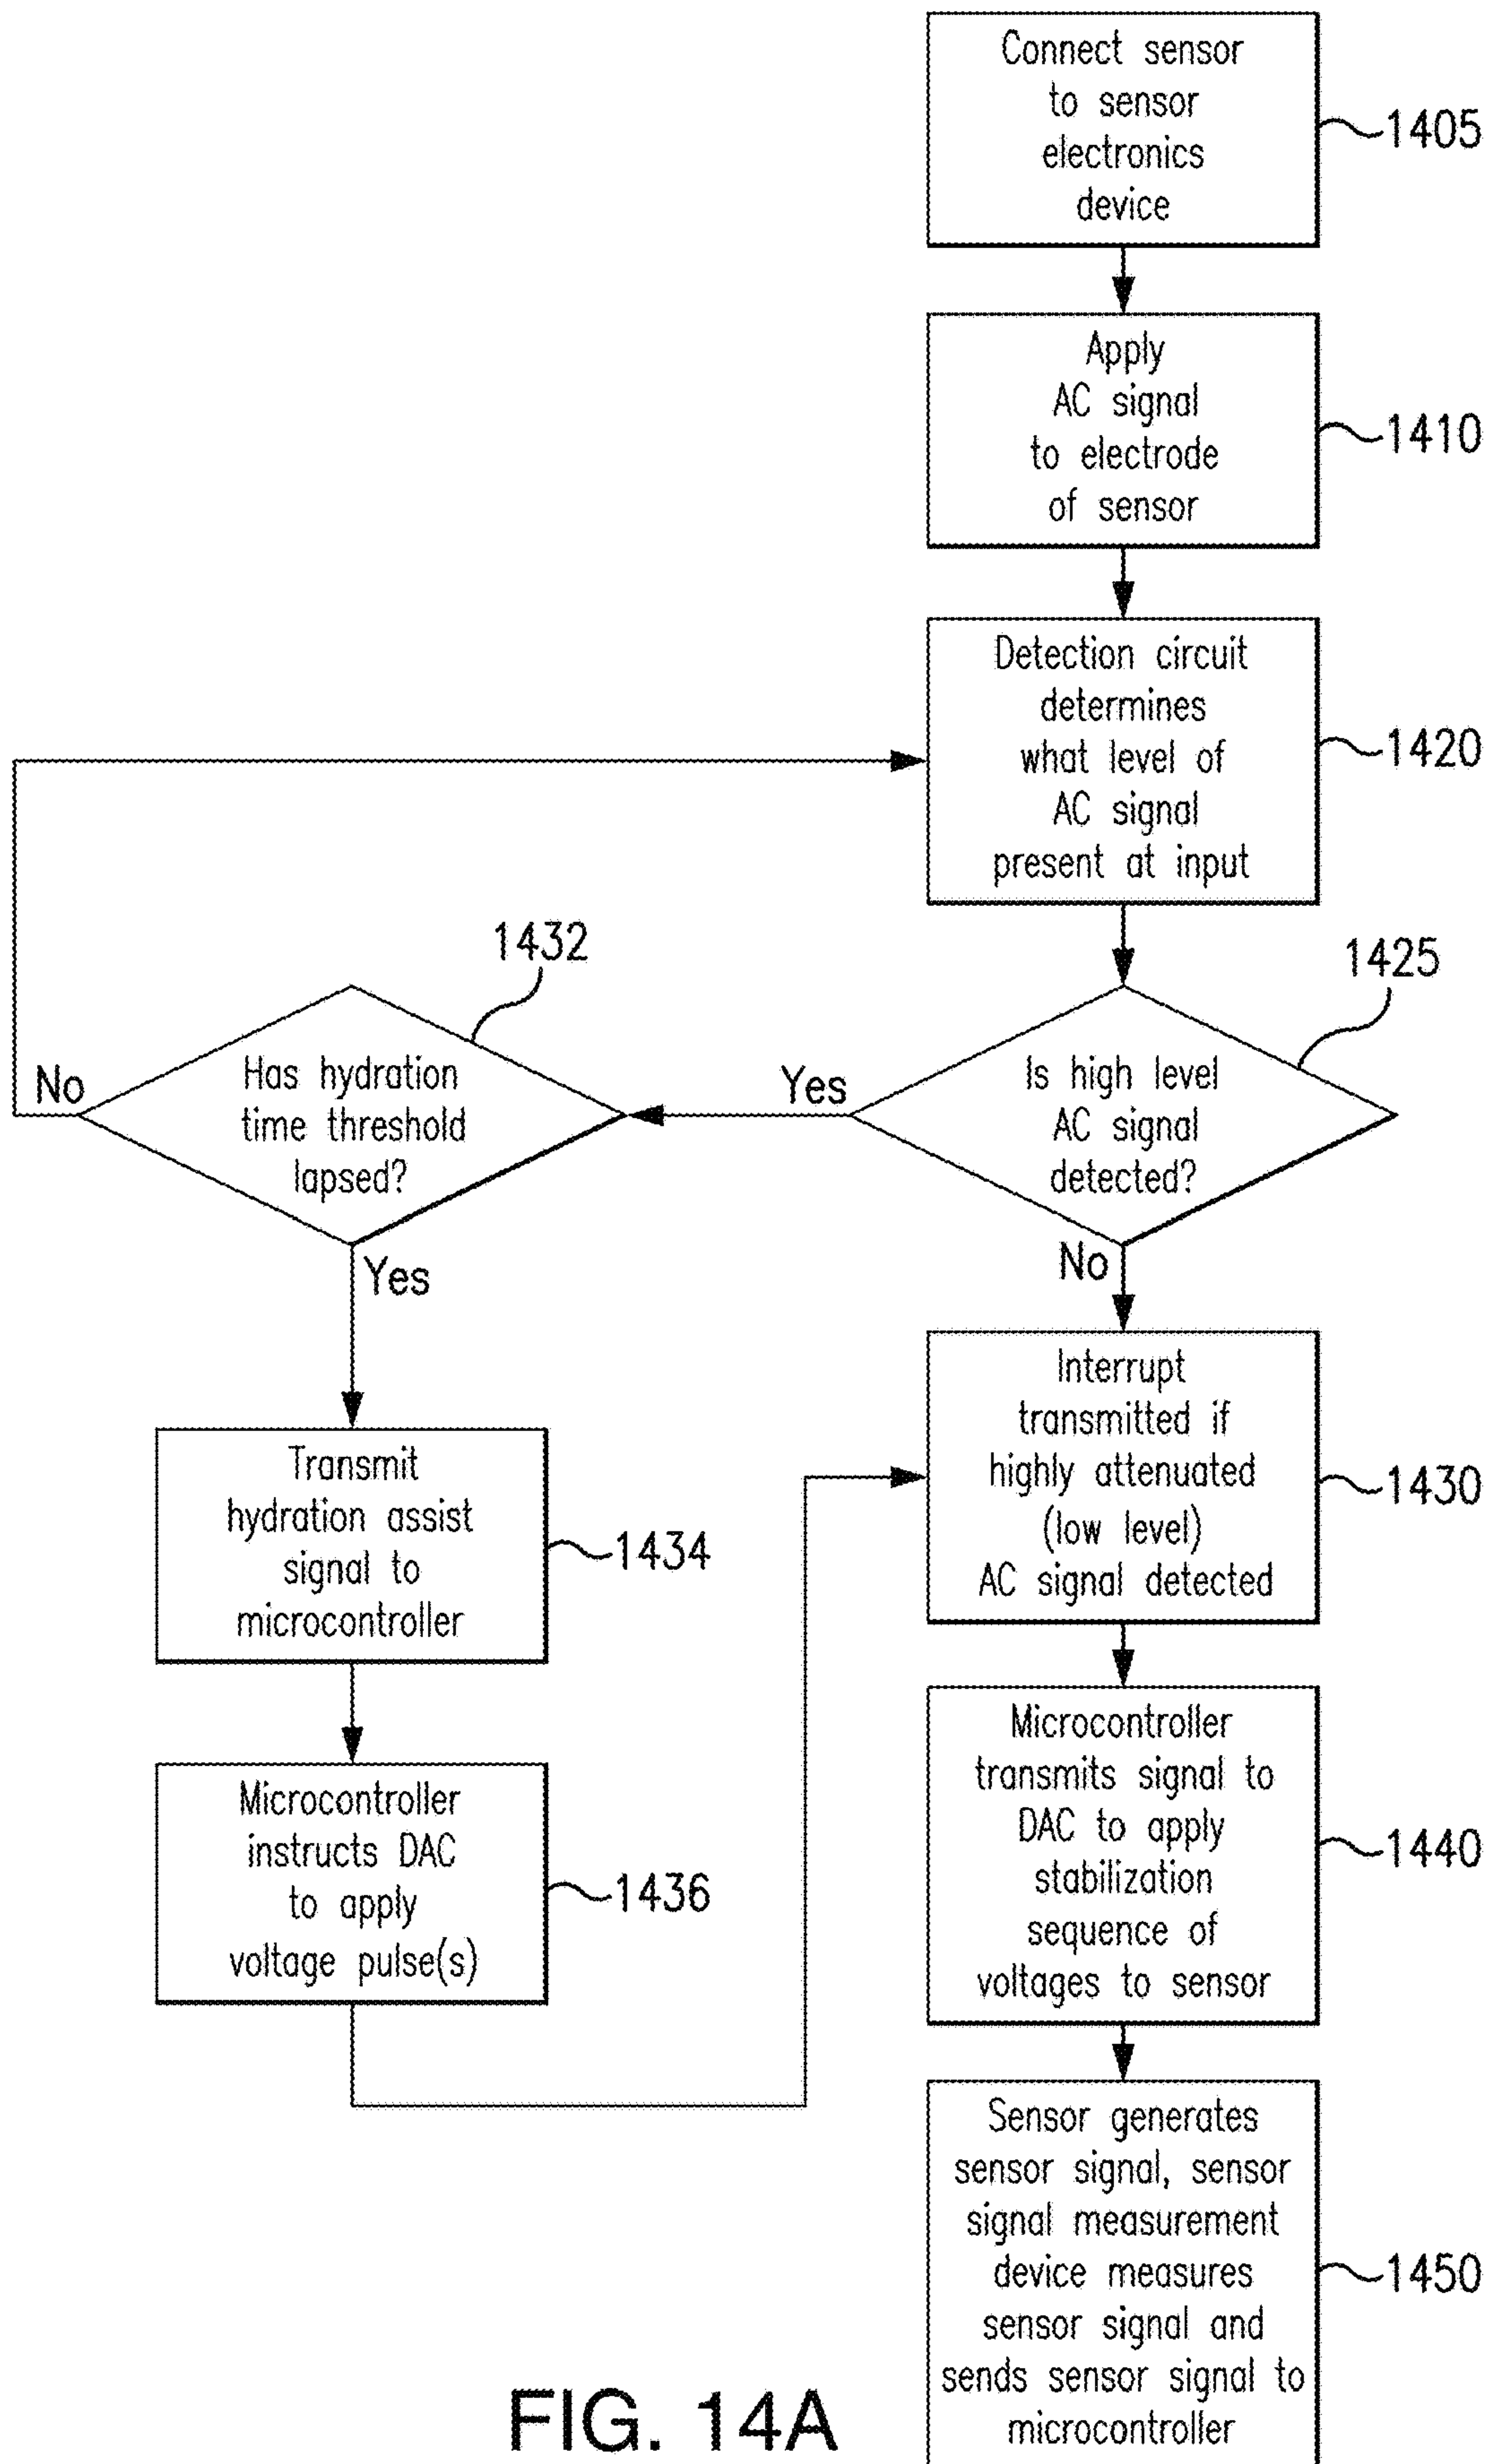 Connect sensor
to sensor
electronics
device
1405
Apply
AC signal
to electrode
of sensor
1410
Detection circuit
determines
what level of
AC signal
present at input
1420
1432
1425
Has hydration
time threshold
lapsed?
No
Yes
Yes
Is high level
AC signal
detected?
No
Transmit
hydration assist
signal to
microcontroller
1434
Interrupt
transmitted if
highly attenuated
(low level)
AC signal detected
1430
Microcontroller
instructs DAC
to apply
voltage pulse(s)
1436
Microcontroller
transmits signal to
DAC to apply
stabilization
sequence of
voltages to sensor
1440
Sensor generates
sensor signal, sensor
signal measurement
device measures
sensor signal and
sends sensor signal to
microcontroller
1450
FIG. 14A